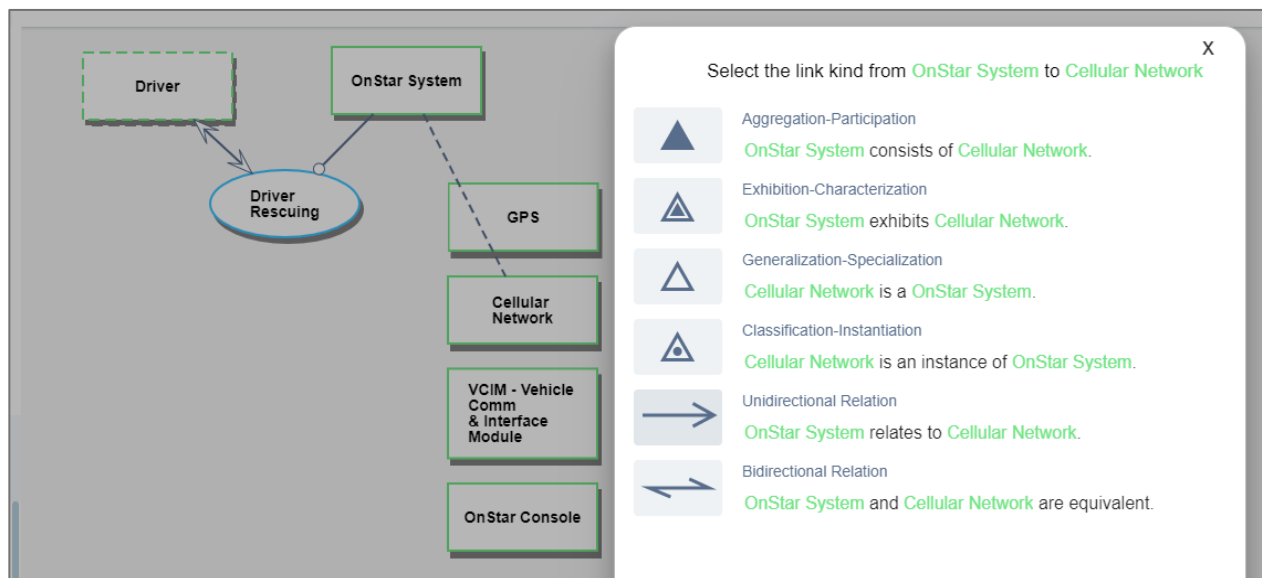 Driver
OnStar System
Driver
Rescuing
GPS
Cellular
Network
VCIM - Vehicle
Comm
& Interface
Module
OnStar Console
X
Select the link kind from OnStar System to Cellular Network
Aggregation-Participation
OnStar System consists of Cellular Network.
Exhibition-Characterization
OnStar System exhibits Cellular Network.
Generalization-Specialization
Cellular Network is a OnStar System.
Classification-Instantiation
Cellular Network is an instance of OnStar System.
Unidirectional Relation
OnStar System relates to Cellular Network.
Bidirectional Relation
OnStar System and Cellular Network are equivalent.